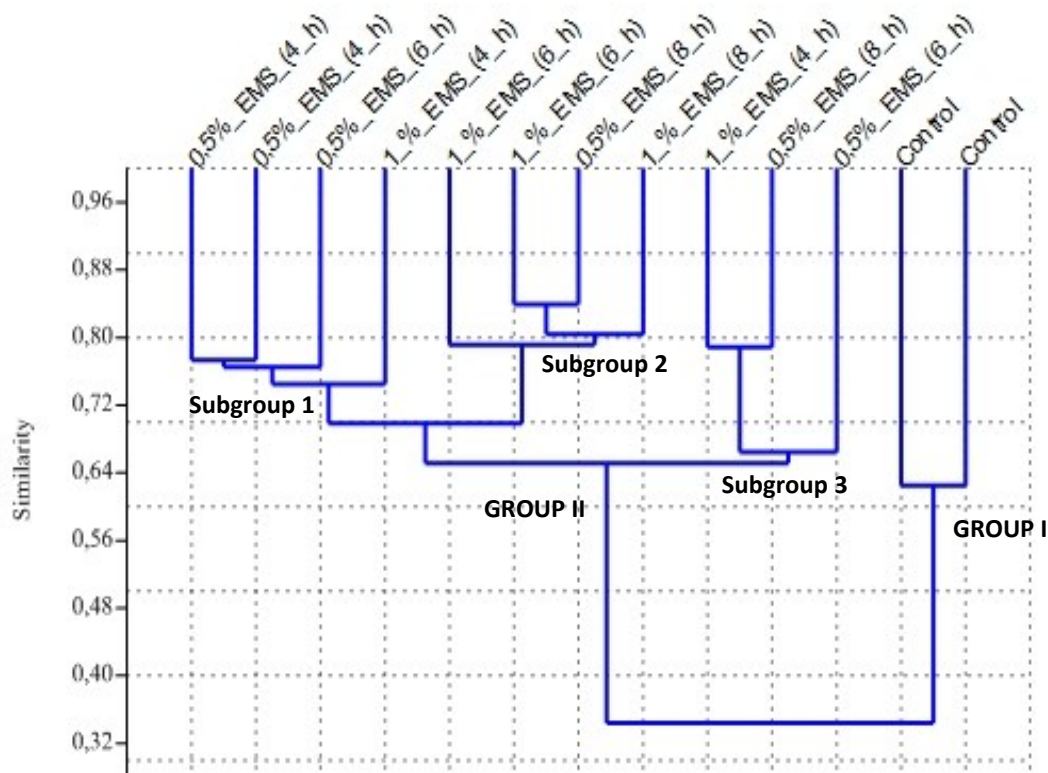 0,5%_EMS_(4_h)
0,5%_EMS_(4_h)
0,5%_EMS_(6_h)
1_%_EMS_(4_h)
1_%_EMS_(6_h)
1_%_EMS_(6_h)
0,5%_EMS_(8_h)
1_%_EMS_(8_h)
1_%_EMS_(4_h)
0,5%_EMS_(8_h)
0,5%_EMS_(6_h)
Control
Control
0,96
0,88
0,80
0,72
0,64
0,56
0,48
0,40
0,32
Similarity
Subgroup 2
Subgroup 1
Subgroup 3
GROUP II
GROUP I